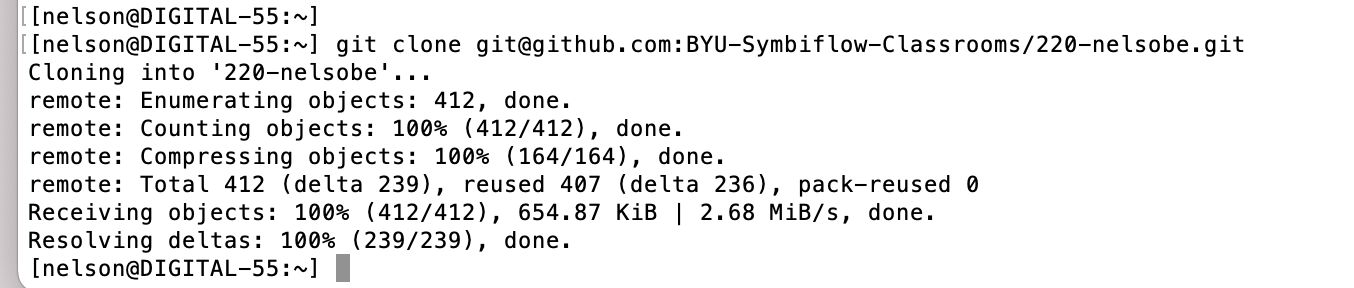 [[nelson@DIGITAL-55:~]
[[nelson@DIGITAL-55:~] git clone git@github.com:BYU-Symbiflow-Classrooms/220-nelsobe.git
Cloning into '220-nelsobe'...
remote: Enumerating objects: 412, done.
remote: Counting objects: 100% (412/412), done.
remote: Compressing objects: 100% (164/164), done.
remote: Total 412 (delta 239), reused 407 (delta 236), pack-reused 0
Receiving objects: 100% (412/412), 654.87 KiB | 2.68 MiB/s, done.
Resolving deltas: 100% (239/239), done.
[nelson@DIGITAL-55:~]